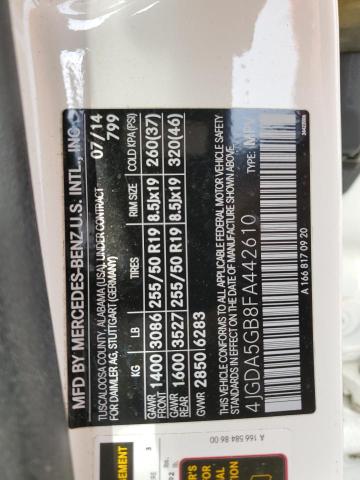 MFD BY MERCEDES-BENZ U.S. INTL., INC.
TUSCALOOSA COUNTY, ALABAMA (USA) UNDER CONTRACT
FOR DAIMLER AG, STUTTGART (GERMANY)
07/14
799
KG LB TIRES RIM SIZE COLD KPA(PSI)
GAWR FRONT 1400 3086 255/50 R19 8.5Jx19 260(37)
GAWR REAR 1600 3527 255/50 R19 8.5Jx19 320(46)
GVWR 2850 6283
CONFORMS TO ALL APPLICABLE FEDERAL MOTOR VEHICLE SAFETY
STANDARDS IN EFFECT ON THE DATE OF MANUFACTURE SHOWN ABOVE.
4JGDA5GB8FA442610 MPV
A 166 817 09 20
A 166 584 86 00